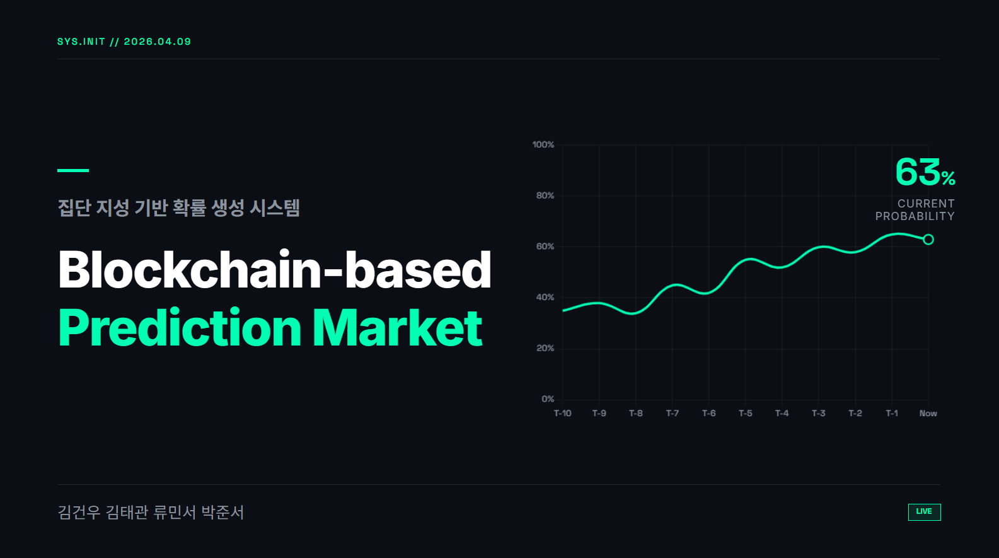 SYS.INIT // 2026.04.09
집단 지성 기반 확률 생성 시스템
Blockchain-based
Prediction Market
100%
80%
60%
40%
20%
0%
T-10 T-9 T-8 T-7 T-6 T-5 T-4 T-3 T-2 T-1 Now
63%
CURRENT
PROBABILITY
김건우 김태관 류민서 박준서
LIVE